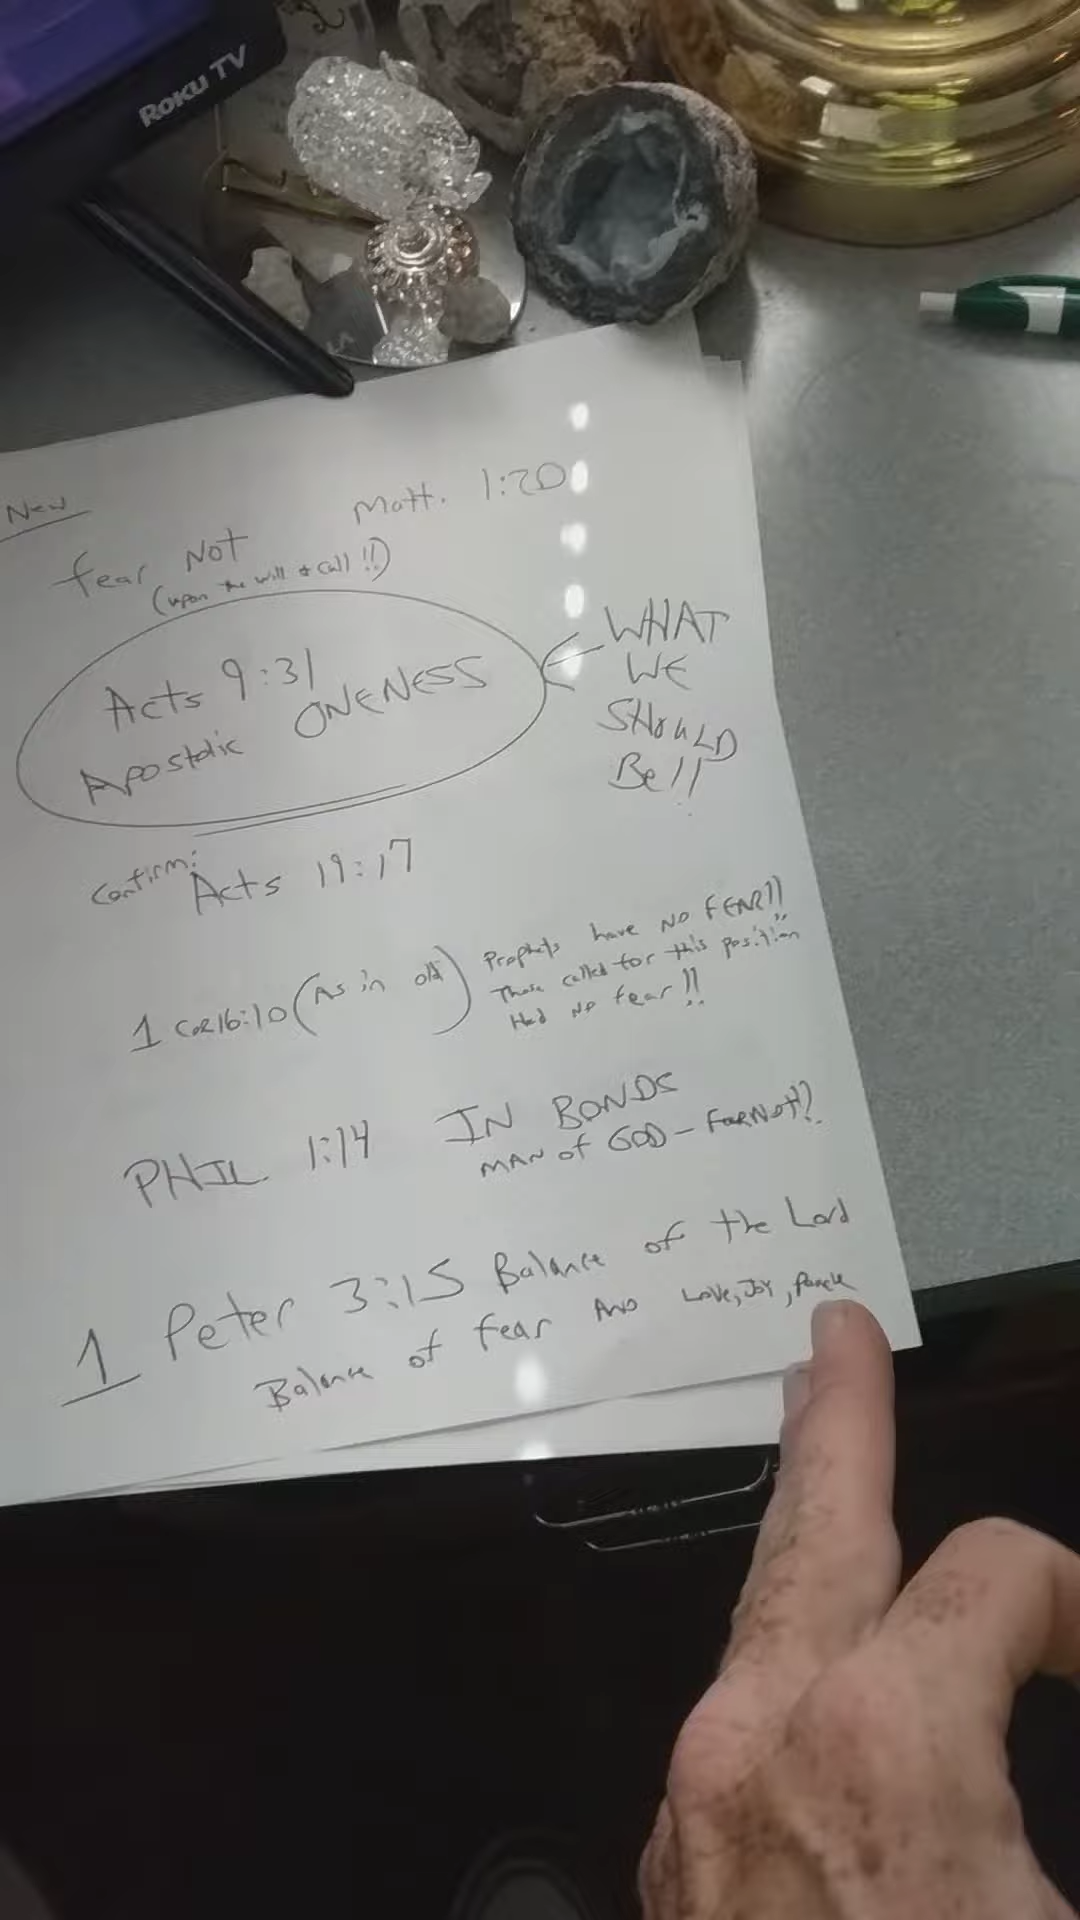 ROKU TV
LA
New
Matt. 1:20
fear NOT
(upon the will & call!!)
Acts 9:31
Apostolic ONENESS
WHAT
WE
SHOULD
Be!!
Confirm:
Acts 19:17
1 COR 16:10 (As in old)
Prophets have NO FEAR!!
Those called for this position
Had no fear!!
PHIL 1:14 IN BONDS
MAN of GOD -
1 Peter 3:15 Balance of the Lord
Balance of fear AND Love, Joy,